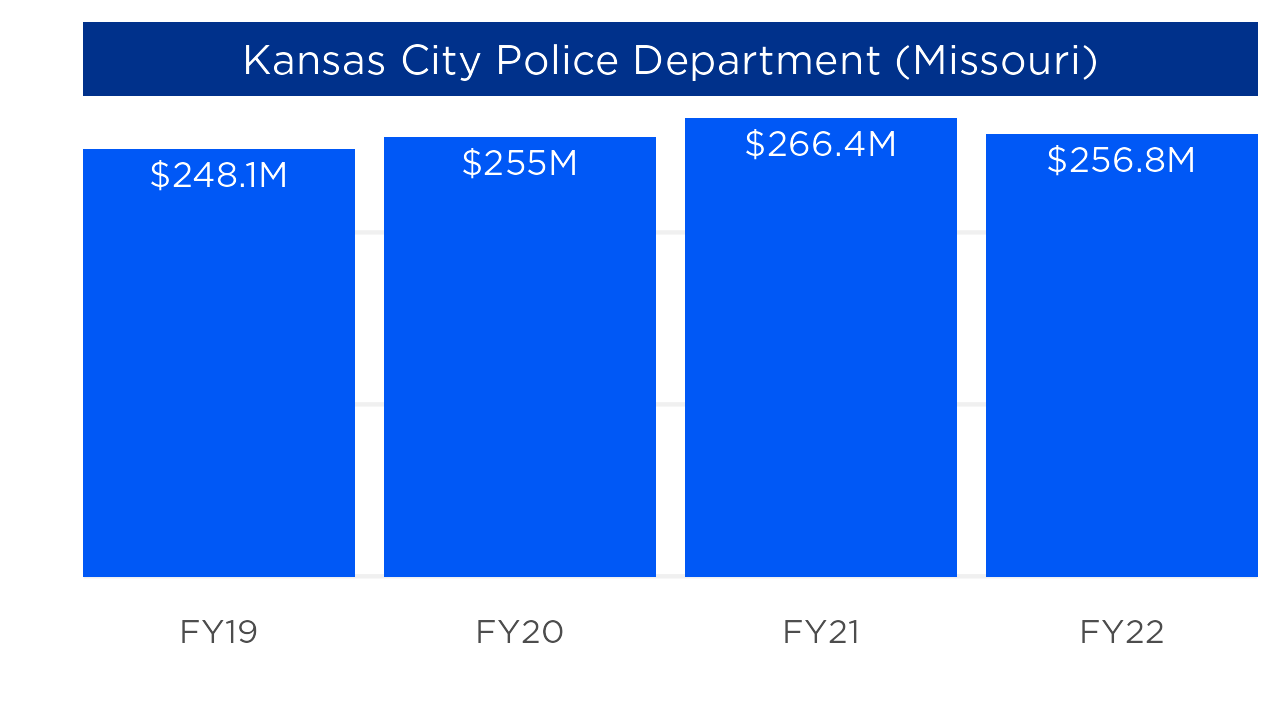 Kansas City Police Department (Missouri)
$248.1M
$255M
$266.4M
$256.8M
FY19
FY20
FY21
FY22